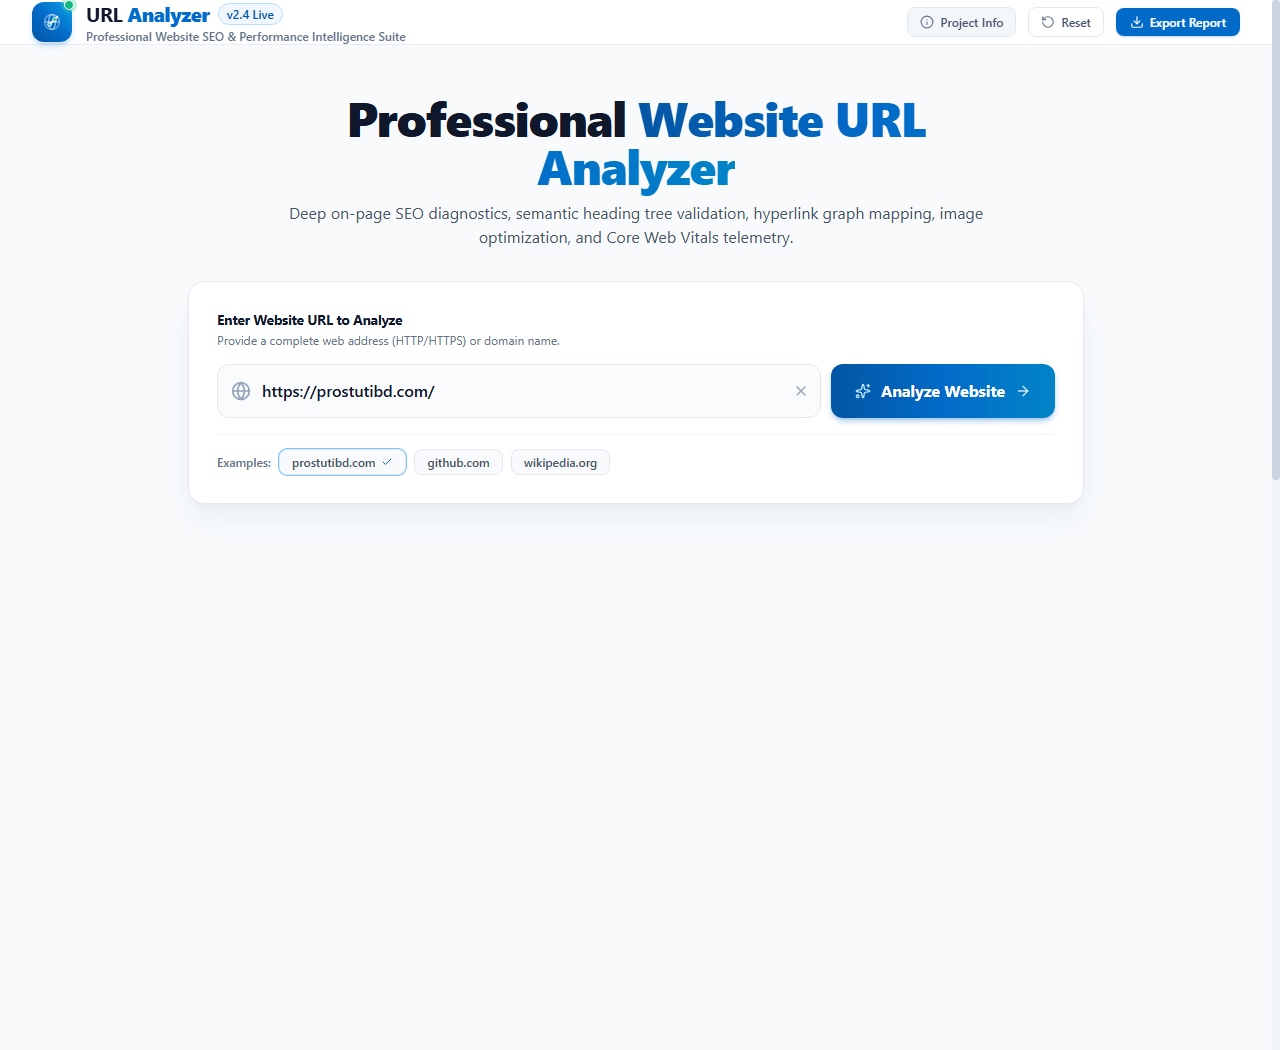 URL Analyzer
v2.4 Live
Professional Website SEO & Performance Intelligence Suite
Project Info
Reset
Export Report
Professional Website URL
Analyzer
Deep on-page SEO diagnostics, semantic heading tree validation, hyperlink graph mapping, image
optimization, and Core Web Vitals telemetry.
Enter Website URL to Analyze
Provide a complete web address (HTTP/HTTPS) or domain name.
https://prostutibd.com/
Analyze Website
Examples:
prostutibd.com
github.com
wikipedia.org